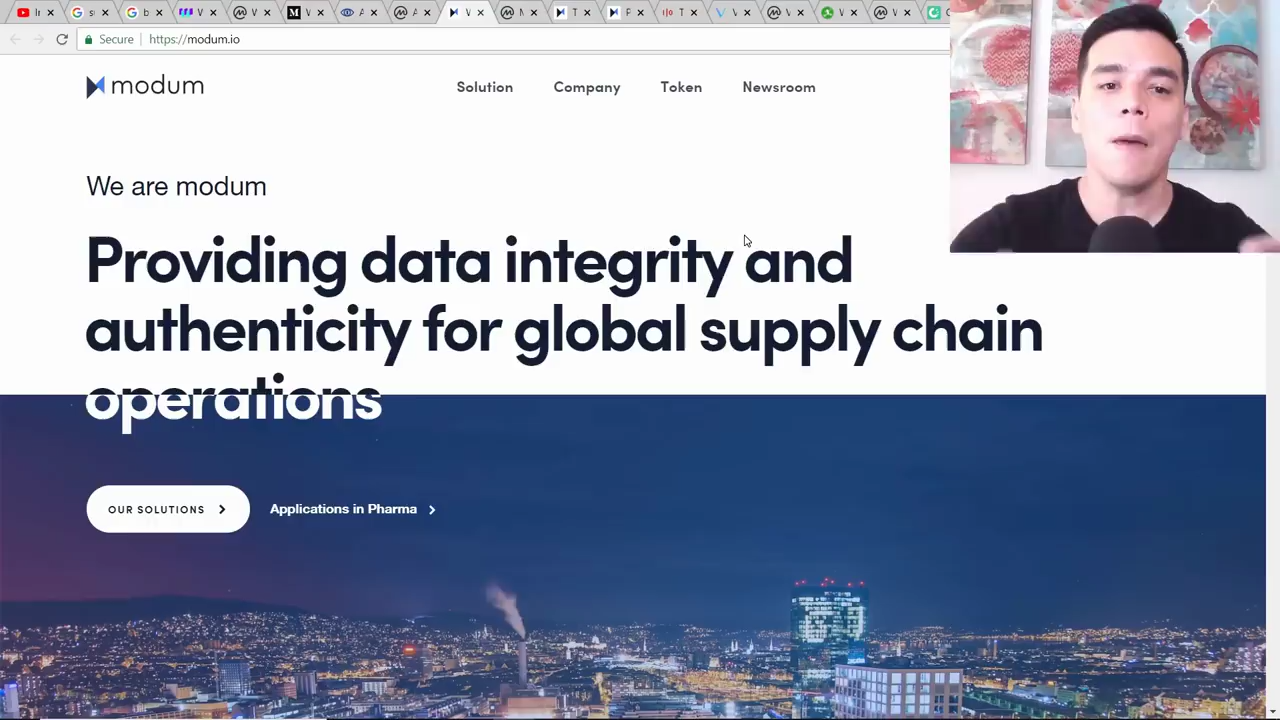 Secure
https://modum.io
modum
Solution
Company
Token
Newsroom
We are modum
Providing data integrity and
authenticity for global supply chain
operations
OUR SOLUTIONS
Applications in Pharma